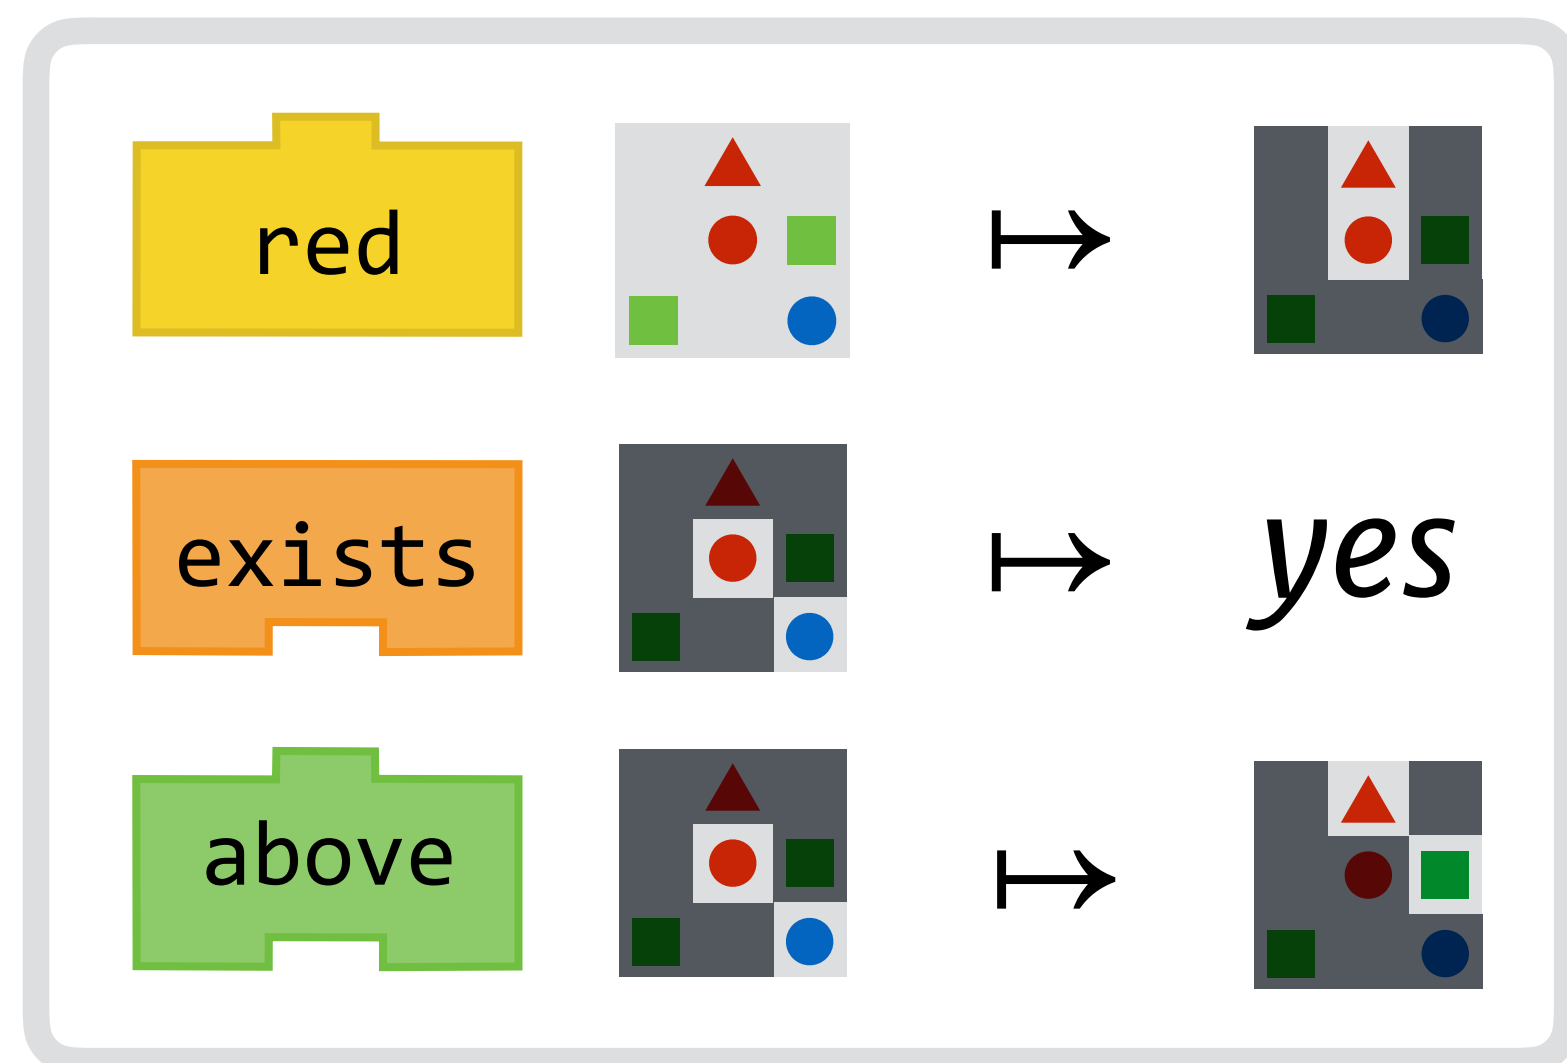 red
↦
exists
↦
yes
above
↦